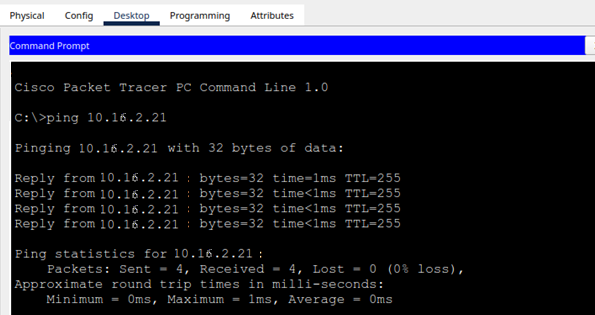 Physical Config Desktop Programming Attributes
Command Prompt
Cisco Packet Tracer PC Command Line 1.0
C:\>ping 10.16.2.21
Pinging 10.16.2.21 with 32 bytes of data:
Reply from 10.16.2.21 : bytes=32 time=1ms TTL=255
Reply from 10.16.2.21 : bytes=32 time<1ms TTL=255
Reply from 10.16.2.21 : bytes=32 time<1ms TTL=255
Reply from 10.16.2.21 : bytes=32 time<1ms TTL=255
Ping statistics for 10.16.2.21 :
Packets: Sent = 4, Received = 4, Lost = 0 (0% loss),
Approximate round trip times in milli-seconds:
Minimum = 0ms, Maximum = 1ms, Average = 0ms